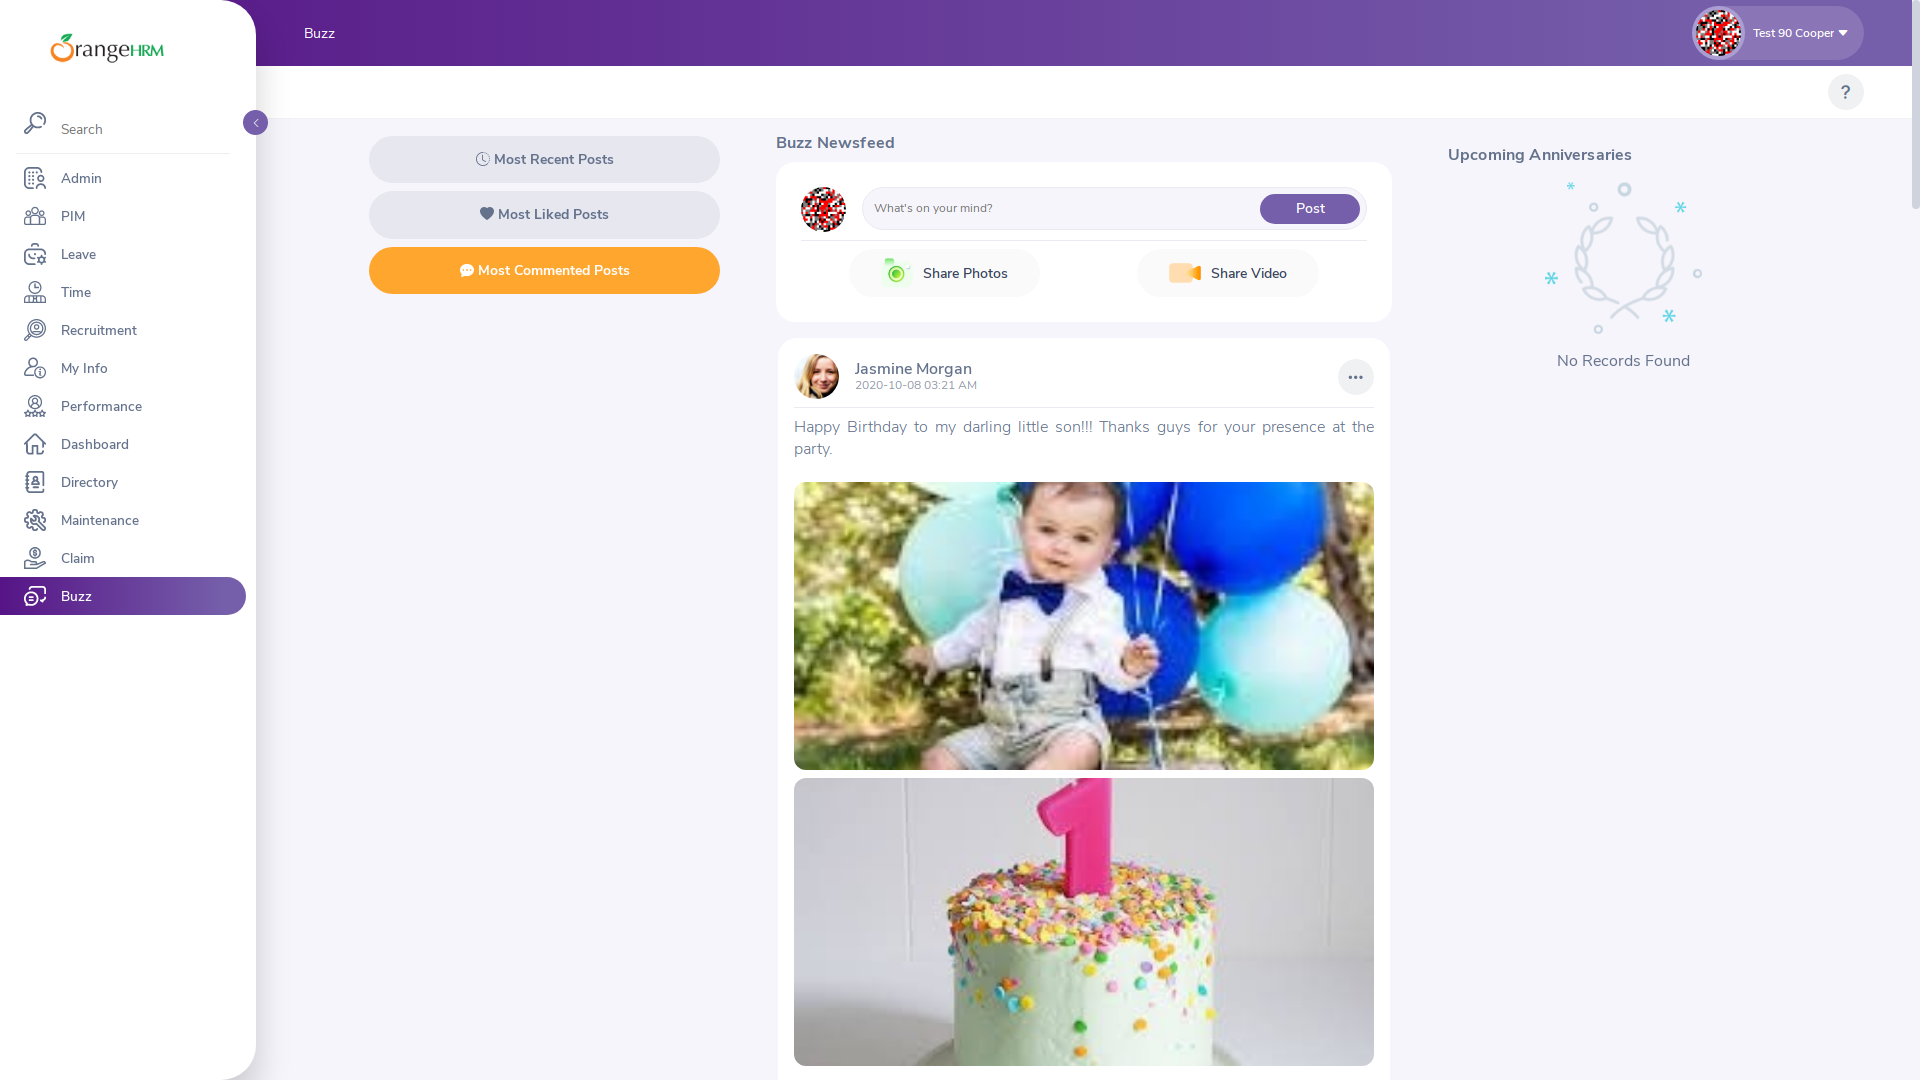 OrangeHRM
Search
Admin
PIM
Leave
Time
Recruitment
My Info
Performance
Dashboard
Directory
Maintenance
Claim
Buzz
Buzz
Test 90 Cooper
?
Most Recent Posts
Most Liked Posts
Most Commented Posts
Buzz Newsfeed
What's on your mind?
Post
Share Photos
Share Video
Jasmine Morgan
2020-10-08 03:21 AM
Happy Birthday to my darling little son!!! Thanks guys for your presence at the
party.
1
Upcoming Anniversaries
No Records Found